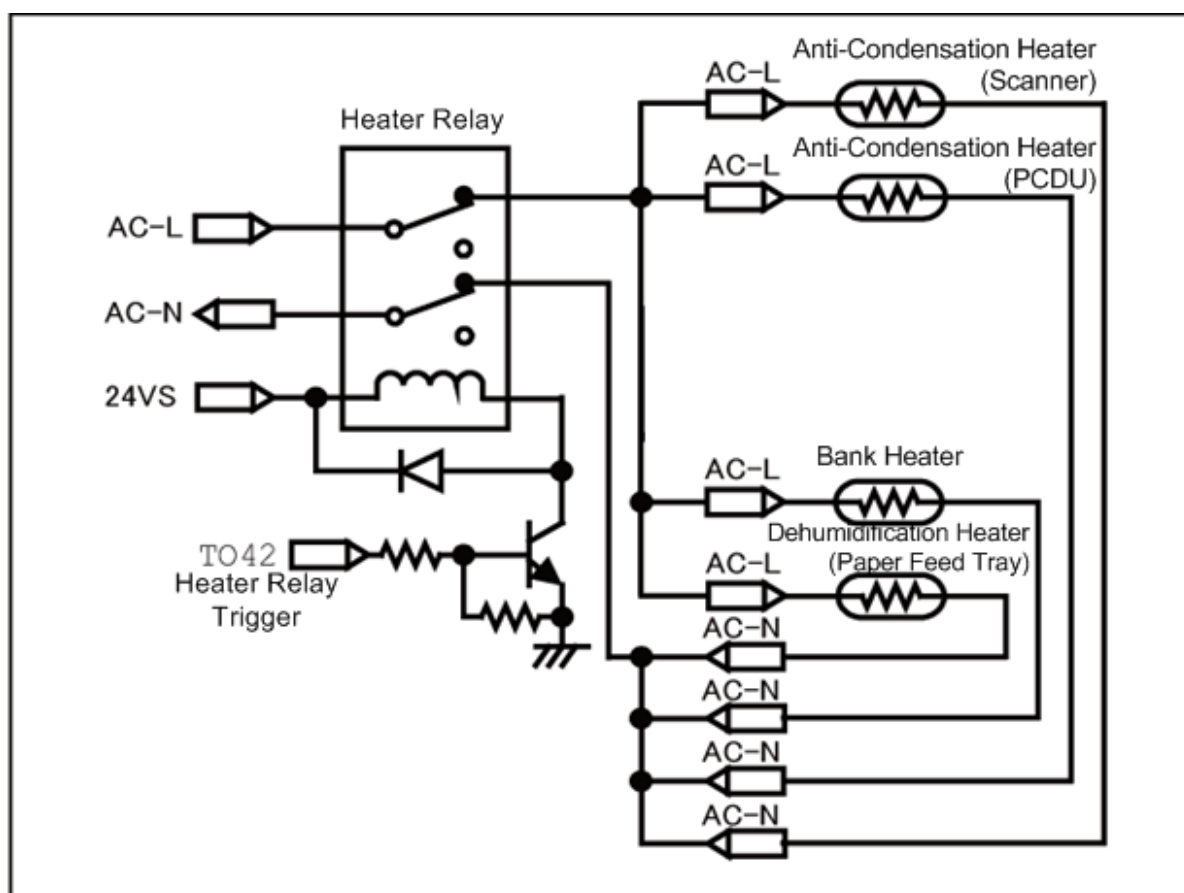 Anti-Condensation Heater
(Scanner)
AC-L
Heater Relay
Anti-Condensation Heater
(PCDU)
AC-L
AC-L
AC-N
24VS
AC-L
Bank Heater
Dehumidification Heater
(Paper Feed Tray)
AC-L
TO42
Heater Relay
Trigger
AC-N
AC-N
AC-N
AC-N